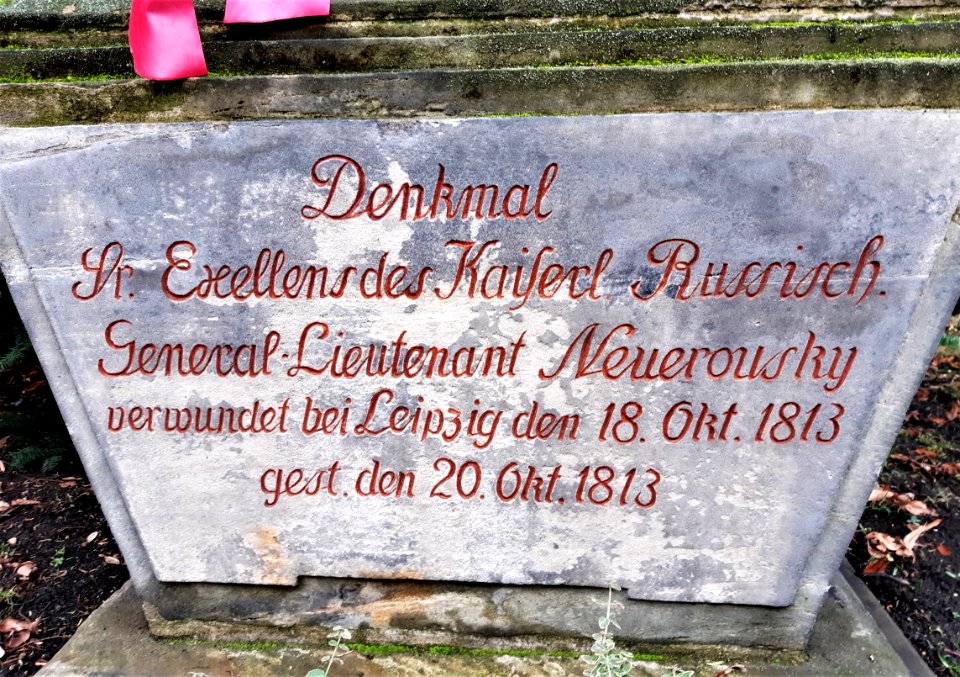 Denkmal
Sr. Exellens des Kaiserl. Russisch.
General-Lieutenant Neuerousky
verwundet bei Leipzig den 18. Okt. 1813
gest. den 20. Okt. 1813